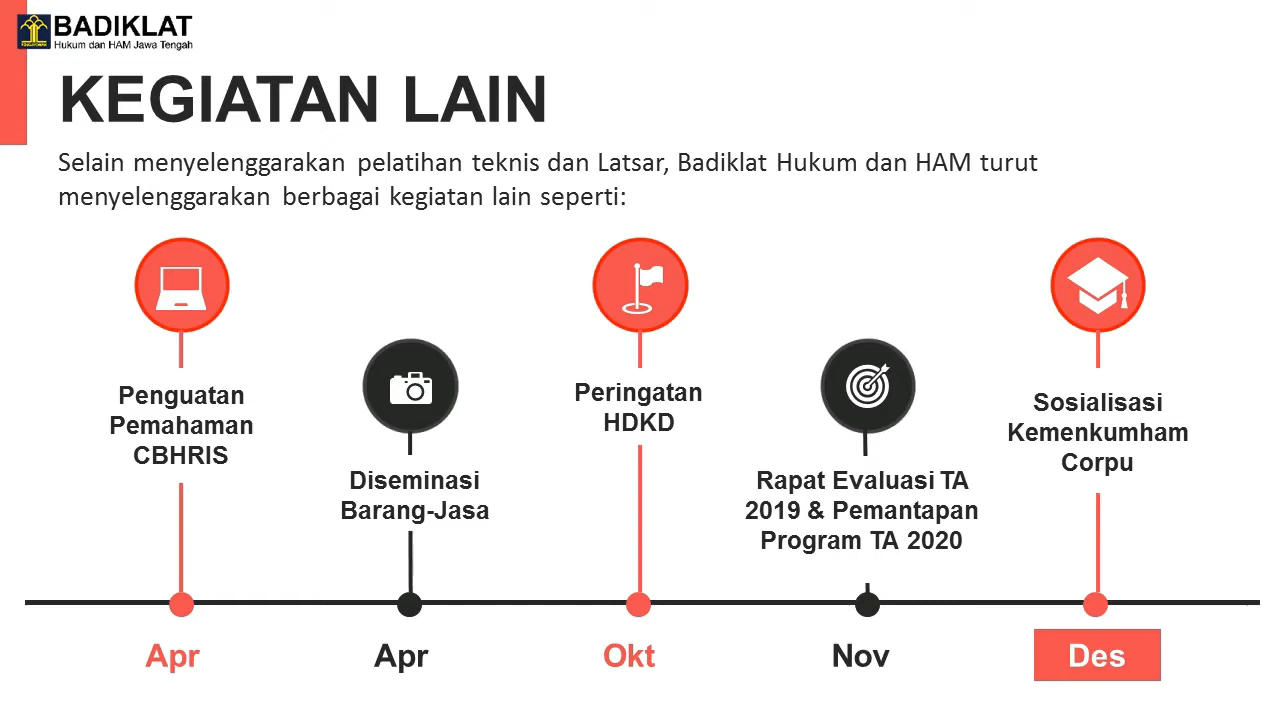 BADIKLAT
Hukum dan HAM Jawa Tengah
KEGIATAN LAIN
Selain menyelenggarakan pelatihan teknis dan Latsar, Badiklat Hukum dan HAM turut
menyelenggarakan berbagai kegiatan lain seperti:
Penguatan
Pemahaman
CBHRIS
Diseminasi
Barang-Jasa
Peringatan
HDKD
Rapat Evaluasi TA
2019 & Pemantapan
Program TA 2020
Sosialisasi
Kemenkumham
Corpu
Apr
Apr
Okt
Nov
Des